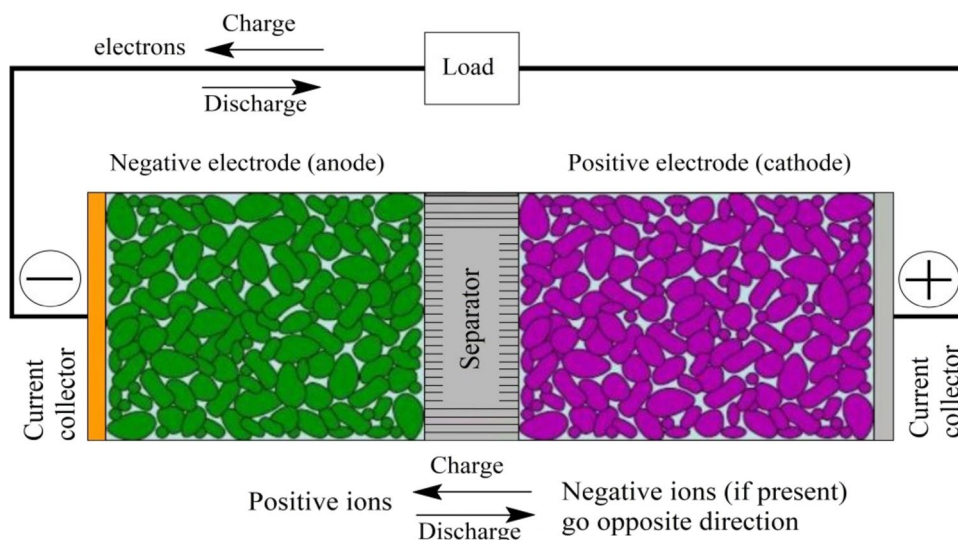 Charge
electrons
Load
Discharge
Negative electrode (anode)
Positive electrode (cathode)
−
+
Separator
Current
collector
Current
collector
Charge
Positive ions
Discharge
Negative ions (if present)
go opposite direction